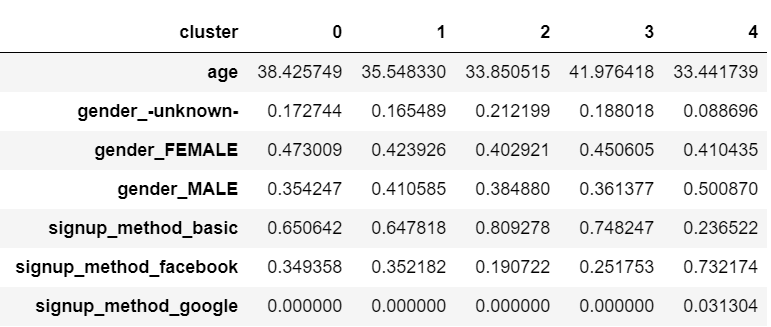 cluster 0 1 2 3 4
age 38.425749 35.548330 33.850515 41.976418 33.441739
gender_-unknown- 0.172744 0.165489 0.212199 0.188018 0.088696
gender_FEMALE 0.473009 0.423926 0.402921 0.450605 0.410435
gender_MALE 0.354247 0.410585 0.384880 0.361377 0.500870
signup_method_basic 0.650642 0.647818 0.809278 0.748247 0.236522
signup_method_facebook 0.349358 0.352182 0.190722 0.251753 0.732174
signup_method_google 0.000000 0.000000 0.000000 0.000000 0.031304